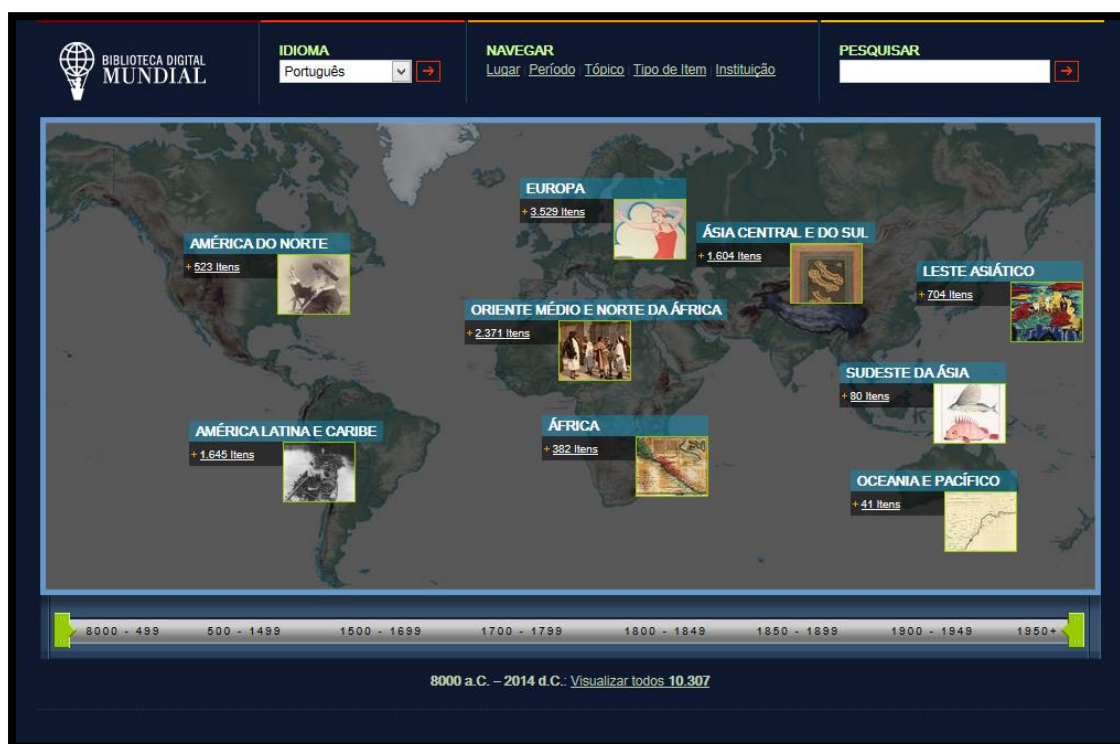 BIBLIOTECA DIGITAL
MUNDIAL
IDIOMA
Português
NAVEGAR
Lugar | Período | Tópico | Tipo de Item | Instituição
PESQUISAR
EUROPA
+ 3.529 Itens
ÁSIA CENTRAL E DO SUL
+ 1.604 Itens
AMÉRICA DO NORTE
+ 523 Itens
LESTE ASIÁTICO
+ 704 Itens
ORIENTE MÉDIO E NORTE DA ÁFRICA
+ 2.371 Itens
SUDESTE DA ÁSIA
+ 80 Itens
AMÉRICA LATINA E CARIBE
+ 1.645 Itens
ÁFRICA
+ 382 Itens
OCEANIA E PACÍFICO
+ 41 Itens
8000 - 499 500 - 1499 1500 - 1699 1700 - 1799 1800 - 1849 1850 - 1899 1900 - 1949 1950+
8000 a.C. – 2014 d.C.: Visualizar todos 10.307